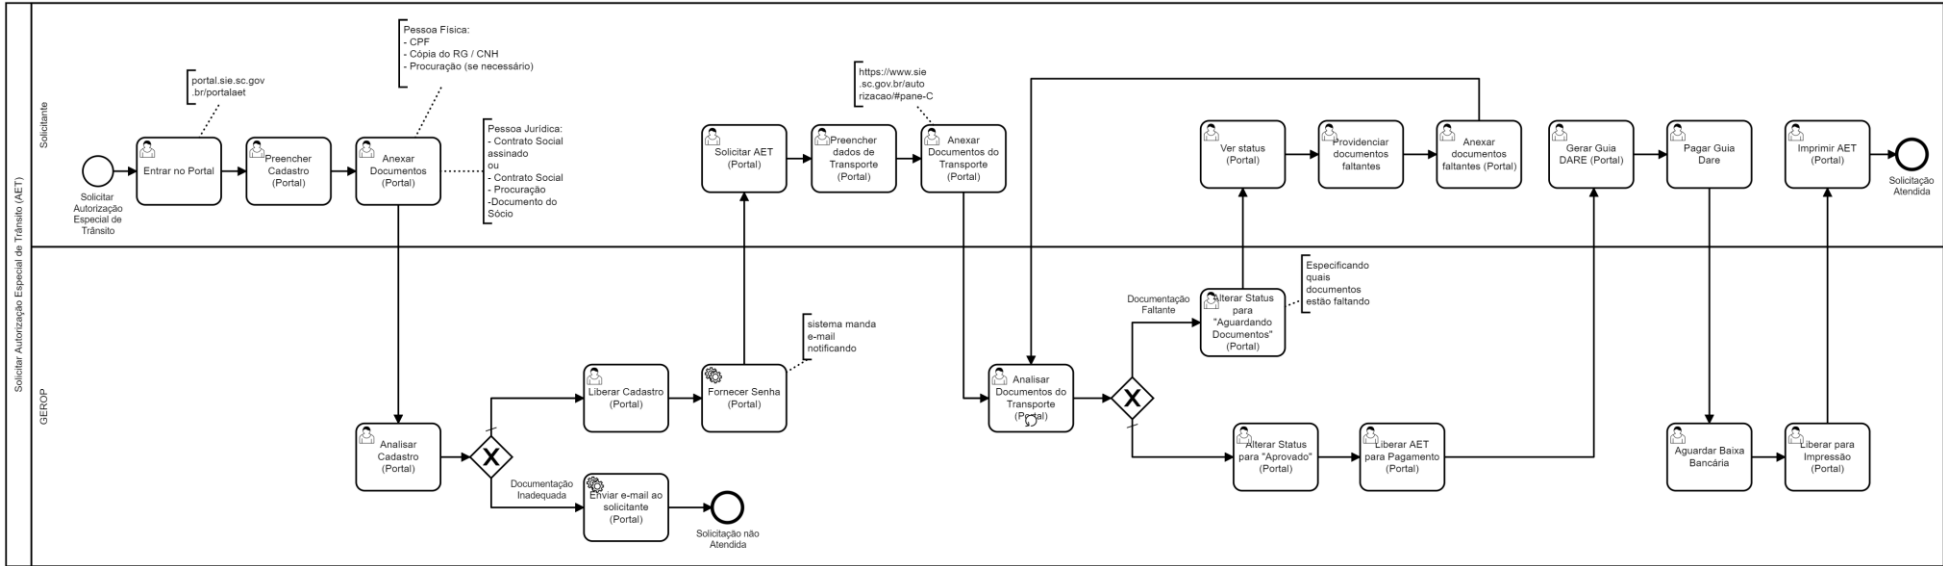 Solicitar Autorização Especial de Trânsito (AET)
Solicitante
Solicitar
Autorização
Especial de
Trânsito
portal.sie.sc.gov
.br/portalaet
Entrar no Portal
Preencher
Cadastro
(Portal)
Pessoa Física:
- CPF
- Cópia do RG / CNH
- Procuração (se necessário)
Anexar
Documentos
(Portal)
Pessoa Jurídica:
- Contrato Social
assinado
ou
- Contrato Social
- Procuração
-Documento do
Sócio
Solicitar AET
(Portal)
Preencher
dados de
Transporte
(Portal)
https://www.sie
.sc.gov.br/auto
rizacao/#pane-C
Anexar
Documentos do
Transporte
(Portal)
Ver status
(Portal)
Providenciar
documentos
faltantes
Anexar
documentos
faltantes (Portal)
Gerar Guia
DARE (Portal)
Pagar Guia
Dare
Imprimir AET
(Portal)
Solicitação
Atendida
GEROP
Analisar
Cadastro
(Portal)
Liberar Cadastro
(Portal)
Fornecer Senha
(Portal)
sistema manda
e-mail
notificando
Documentação
Inadequada
Enviar e-mail ao
solicitante
(Portal)
Solicitação não
Atendida
Analisar
Documentos do
Transporte
(Portal)
Documentação
Faltante
Alterar Status
para
"Aguardando
Documentos"
(Portal)
Especificando
quais
documentos
estão faltando
Alterar Status
para "Aprovado"
(Portal)
Liberar AET
para Pagamento
(Portal)
Aguardar Baixa
Bancária
Liberar para
Impressão
(Portal)